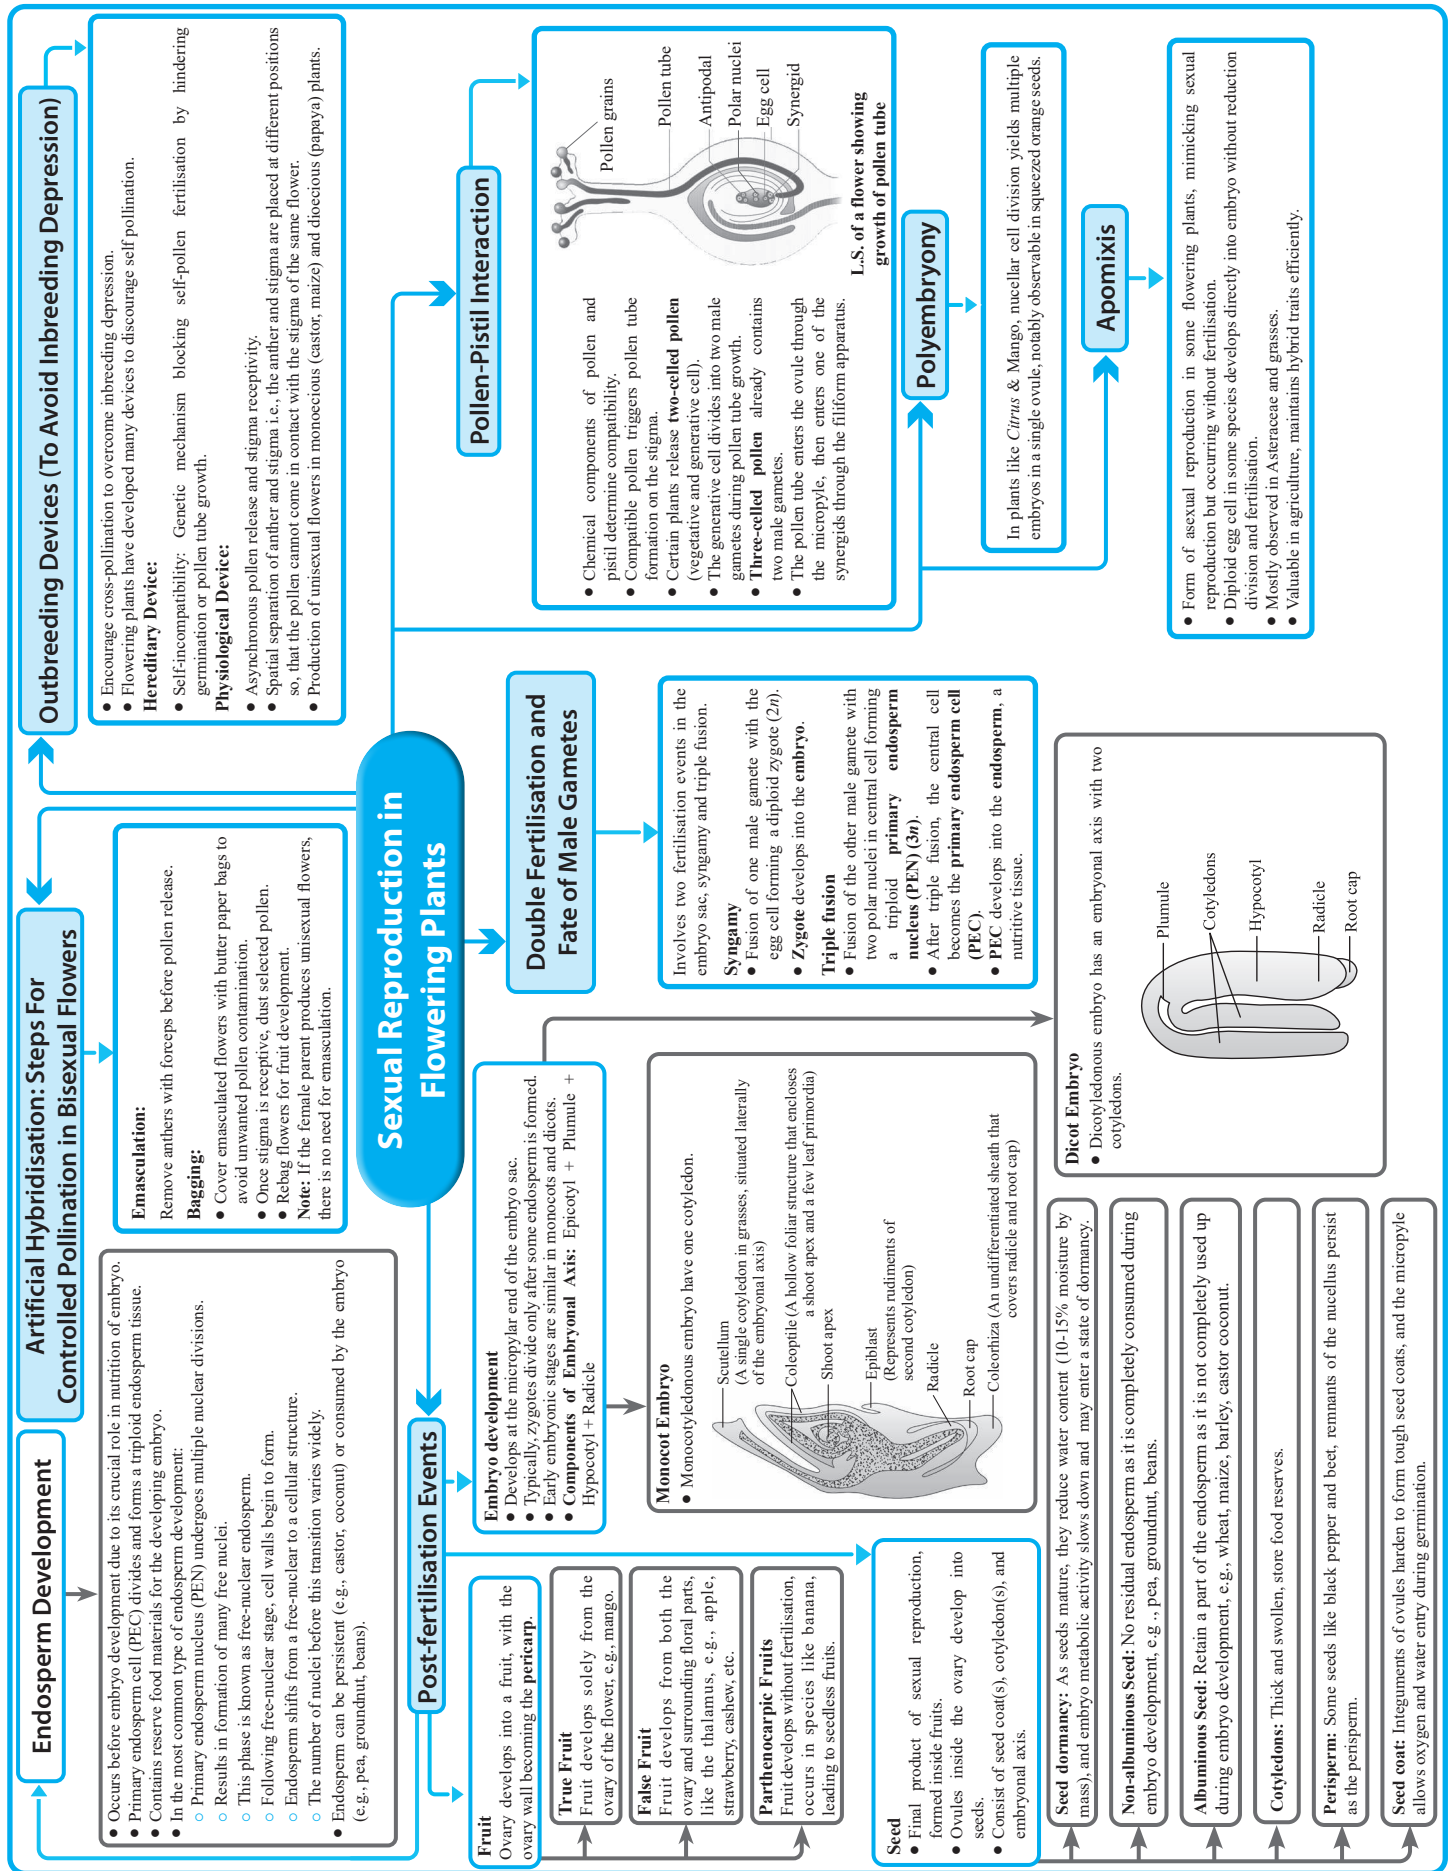 Sexual Reproduction in
Flowering Plants
Endosperm Development
● Occurs before embryo development due to its crucial role in nutrition of embryo.
● Primary endosperm cell (PEC) divides and forms a triploid endosperm tissue.
● Contains reserve food materials for the developing embryo.
● In the most common type of endosperm development:
○ Primary endosperm nucleus (PEN) undergoes multiple nuclear divisions.
○ Results in formation of many free nuclei.
○ This phase is known as free-nuclear endosperm.
○ Following free-nuclear stage, cell walls begin to form.
○ Endosperm shifts from a free-nuclear to a cellular structure.
○ The number of nuclei before this transition varies widely.
● Endosperm can be persistent (e.g., castor, coconut) or consumed by the embryo
(e.g., pea, groundnut, beans).
Artificial Hybridisation: Steps For
Controlled Pollination in Bisexual Flowers
Emasculation:
Remove anthers with forceps before pollen release.
Bagging:
● Cover emasculated flowers with butter paper bags to
avoid unwanted pollen contamination.
● Once stigma is receptive, dust selected pollen.
● Rebag flowers for fruit development.
Note: If the female parent produces unisexual flowers,
there is no need for emasculation.
Outbreeding Devices (To Avoid Inbreeding Depression)
● Encourage cross-pollination to overcome inbreeding depression.
● Flowering plants have developed many devices to discourage self pollination.
Hereditary Device:
● Self-incompatibility: Genetic mechanism blocking self-pollen fertilisation by hindering
germination or pollen tube growth.
Physiological Device:
● Asynchronous pollen release and stigma receptivity.
● Spatial separation of anther and stigma i.e., the anther and stigma are placed at different positions
so, that the pollen cannot come in contact with the stigma of the same flower.
● Production of unisexual flowers in monoecious (castor, maize) and dioecious (papaya) plants.
Post-fertilisation Events
Fruit
Ovary develops into a fruit, with the
ovary wall becoming the pericarp.
True Fruit
Fruit develops solely from the
ovary of the flower, e.g., mango.
False Fruit
Fruit develops from both the
ovary and surrounding floral parts,
like the thalamus, e.g., apple,
strawberry, cashew, etc.
Parthenocarpic Fruits
Fruit develops without fertilisation,
occurs in species like banana,
leading to seedless fruits.
Seed
● Final product of sexual reproduction,
formed inside fruits.
● Ovules inside the ovary develop into
seeds.
● Consist of seed coat(s), cotyledon(s), and
embryonal axis.
Seed dormancy: As seeds mature, they reduce water content (10-15% moisture by
mass), and embryo metabolic activity slows down and may enter a state of dormancy.
Non-albuminous Seed: No residual endosperm as it is completely consumed during
embryo development, e.g., pea, groundnut, beans.
Albuminous Seed: Retain a part of the endosperm as it is not completely used up
during embryo development, e.g., wheat, maize, barley, castor coconut.
Cotyledons: Thick and swollen, store food reserves.
Perisperm: Some seeds like black pepper and beet, remnants of the nucellus persist
as the perisperm.
Seed coat: Integuments of ovules harden to form tough seed coats, and the micropyle
allows oxygen and water entry during germination.
Embryo development
● Develops at the micropylar end of the embryo sac.
● Typically, zygotes divide only after some endosperm is formed.
● Early embryonic stages are similar in monocots and dicots.
● Components of Embryonal Axis: Epicotyl + Plumule +
Hypocotyl + Radicle
Monocot Embryo
● Monocotyledonous embryo have one cotyledon.
Scutellum
(A single cotyledon in grasses, situated laterally
of the embryonal axis)
Coleoptile (A hollow foliar structure that encloses
a shoot apex and a few leaf primordia)
Shoot apex
Epiblast
(Represents rudiments of
second cotyledon)
Radicle
Root cap
Coleorhiza (An undifferentiated sheath that
covers radicle and root cap)
Dicot Embryo
● Dicotyledonous embryo has an embryonal axis with two
cotyledons.
Plumule
Cotyledons
Hypocotyl
Radicle
Root cap
Double Fertilisation and
Fate of Male Gametes
Involves two fertilisation events in the
embryo sac, syngamy and triple fusion.
Syngamy
● Fusion of one male gamete with the
egg cell forming a diploid zygote (2n).
● Zygote develops into the embryo.
Triple fusion
● Fusion of the other male gamete with
two polar nuclei in central cell forming
a triploid primary endosperm
nucleus (PEN) (3n).
● After triple fusion, the central cell
becomes the primary endosperm cell
(PEC).
● PEC develops into the endosperm, a
nutritive tissue.
Pollen-Pistil Interaction
● Chemical components of pollen and
pistil determine compatibility.
● Compatible pollen triggers pollen tube
formation on the stigma.
● Certain plants release two-celled pollen
(vegetative and generative cell).
● The generative cell divides into two male
gametes during pollen tube growth.
● Three-celled pollen already contains
two male gametes.
● The pollen tube enters the ovule through
the micropyle, then enters one of the
synergids through the filiform apparatus.
Pollen grains
Pollen tube
Antipodal
Polar nuclei
Egg cell
Synergid
L.S. of a flower showing
growth of pollen tube
Polyembryony
In plants like Citrus & Mango, nucellar cell division yields multiple
embryos in a single ovule, notably observable in squeezed orange seeds.
Apomixis
● Form of asexual reproduction in some flowering plants, mimicking sexual
reproduction but occurring without fertilisation.
● Diploid egg cell in some species develops directly into embryo without reduction
division and fertilisation.
● Mostly observed in Asteraceae and grasses.
● Valuable in agriculture, maintains hybrid traits efficiently.